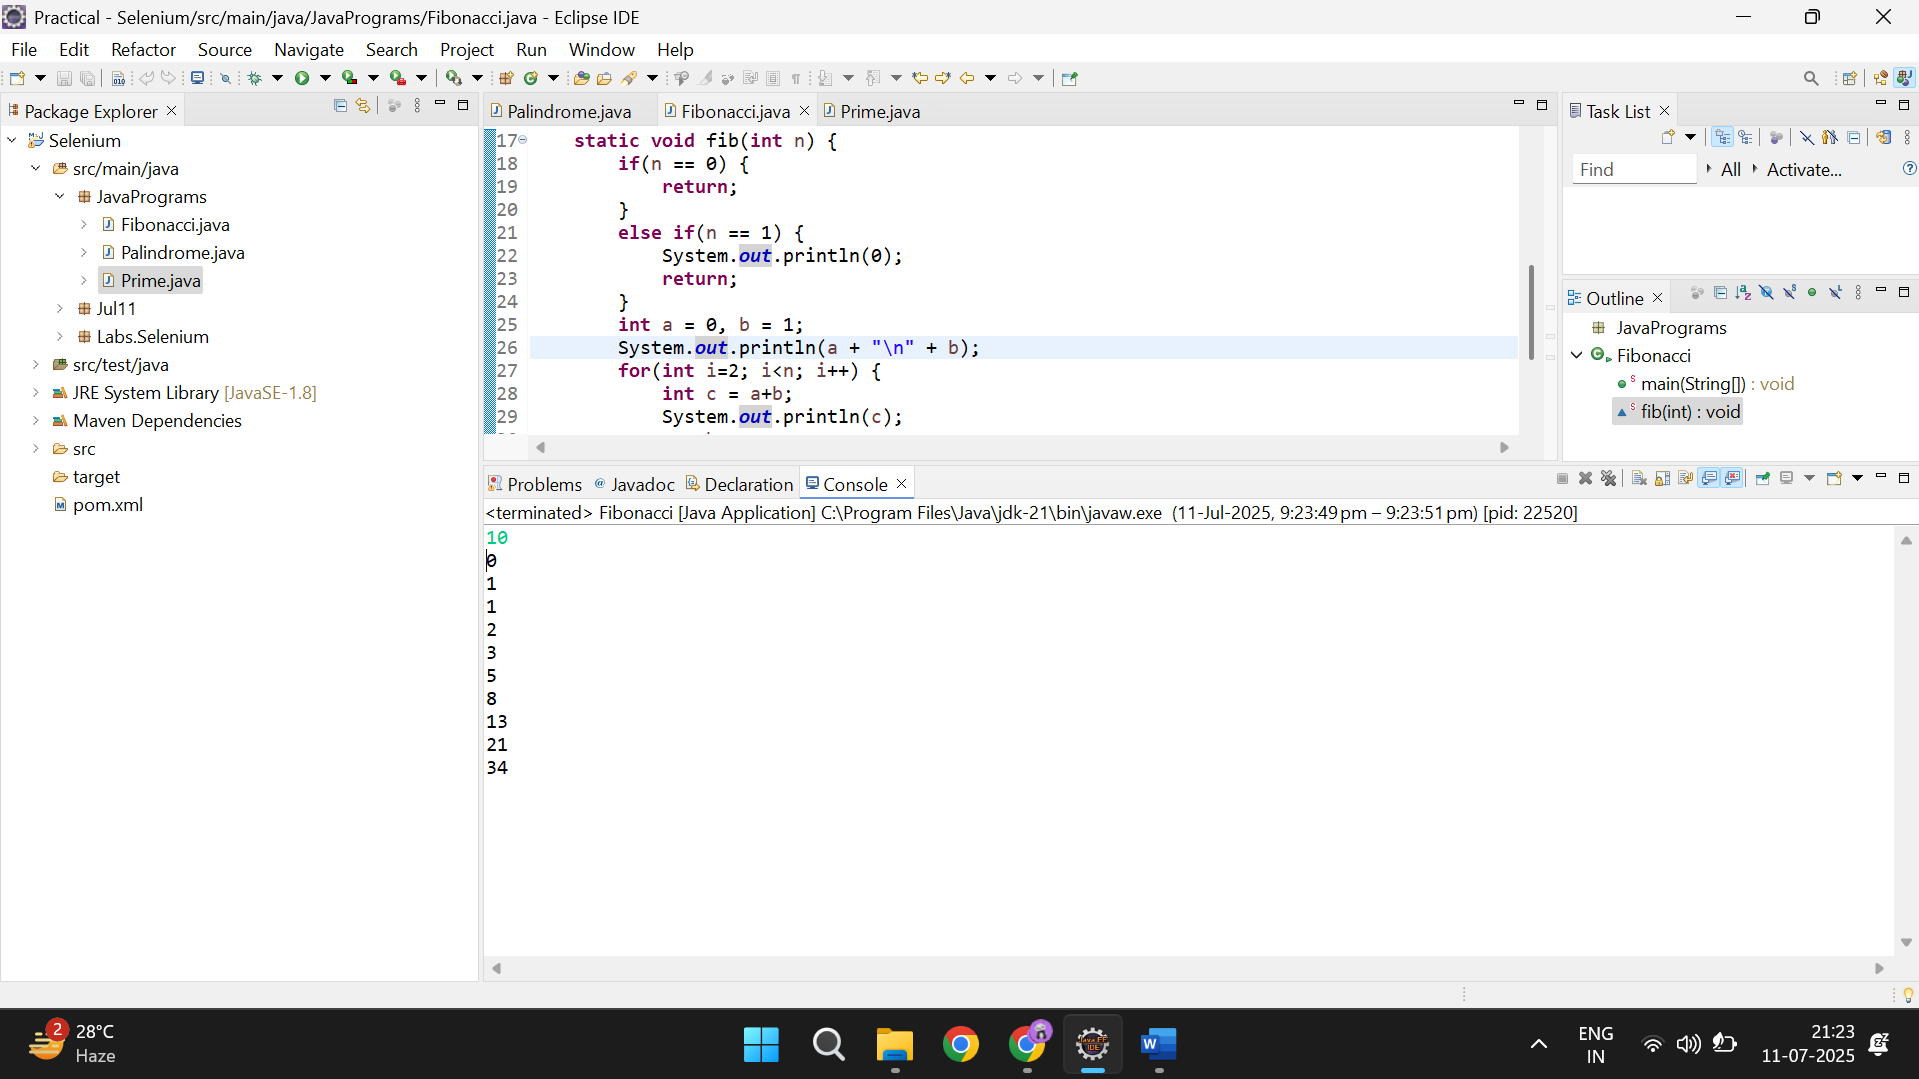 Practical - Selenium/src/main/java/JavaPrograms/Fibonacci.java - Eclipse IDE
File Edit Refactor Source Navigate Search Project Run Window Help
Package Explorer
Selenium
src/main/java
JavaPrograms
Fibonacci.java
Palindrome.java
Prime.java
Jul11
Labs.Selenium
src/test/java
JRE System Library [JavaSE-1.8]
Maven Dependencies
src
target
pom.xml
Palindrome.java Fibonacci.java Prime.java
17 static void fib(int n) {
18 if(n == 0) {
19 return;
20 }
21 else if(n == 1) {
22 System.out.println(0);
23 return;
24 }
25 int a = 0, b = 1;
26 System.out.println(a + "\n" + b);
27 for(int i=2; i<n; i++) {
28 int c = a+b;
29 System.out.println(c);
Task List
Find All Activate...
Outline
JavaPrograms
Fibonacci
main(String[]) : void
fib(int) : void
Problems Javadoc Declaration Console
<terminated> Fibonacci [Java Application] C:\Program Files\Java\jdk-21\bin\javaw.exe (11-Jul-2025, 9:23:49 pm – 9:23:51 pm) [pid: 22520]
10
0
1
1
2
3
5
8
13
21
34
2
28°C
Haze
ENG
IN
21:23
11-07-2025